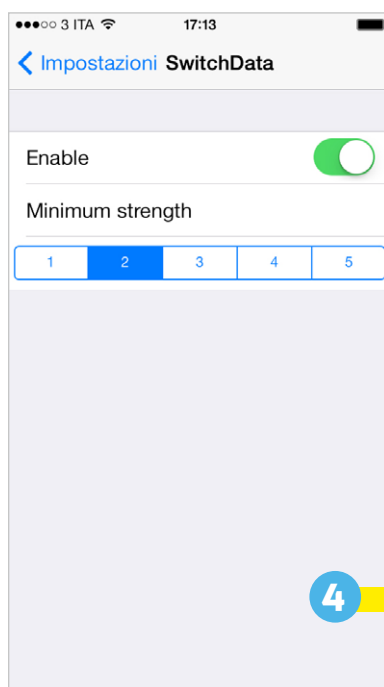 3 ITA 17:13
Impostazioni SwitchData
Enable
Minimum strength
1 2 3 4 5
4